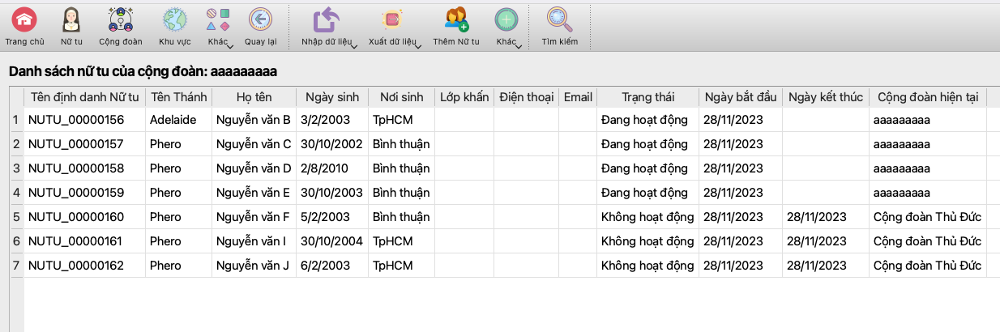 Trang chủ Nữ tu Cộng đoàn Khu vực Khác Quay lại Nhập dữ liệu Xuất dữ liệu Thêm Nữ tu Khác Tìm kiếm
Danh sách nữ tu của cộng đoàn: aaaaaaaaa
Tên định danh Nữ tu Tên Thánh Họ tên Ngày sinh Nơi sinh Lớp khấn Điện thoại Email Trạng thái Ngày bắt đầu Ngày kết thúc Cộng đoàn hiện tại
1 NUTU_00000156 Adelaide Nguyễn văn B 3/2/2003 TpHCM Đang hoạt động 28/11/2023 aaaaaaaaa
2 NUTU_00000157 Phero Nguyễn văn C 30/10/2002 Bình thuận Đang hoạt động 28/11/2023 aaaaaaaaa
3 NUTU_00000158 Phero Nguyễn văn D 2/8/2010 Bình thuận Đang hoạt động 28/11/2023 aaaaaaaaa
4 NUTU_00000159 Phero Nguyễn văn E 30/10/2003 Bình thuận Đang hoạt động 28/11/2023 aaaaaaaaa
5 NUTU_00000160 Phero Nguyễn văn F 5/2/2003 Bình thuận Không hoạt động 28/11/2023 28/11/2023 Cộng đoàn Thủ Đức
6 NUTU_00000161 Phero Nguyễn văn I 30/10/2004 TpHCM Không hoạt động 28/11/2023 28/11/2023 Cộng đoàn Thủ Đức
7 NUTU_00000162 Phero Nguyễn văn J 6/2/2003 TpHCM Không hoạt động 28/11/2023 28/11/2023 Cộng đoàn Thủ Đức